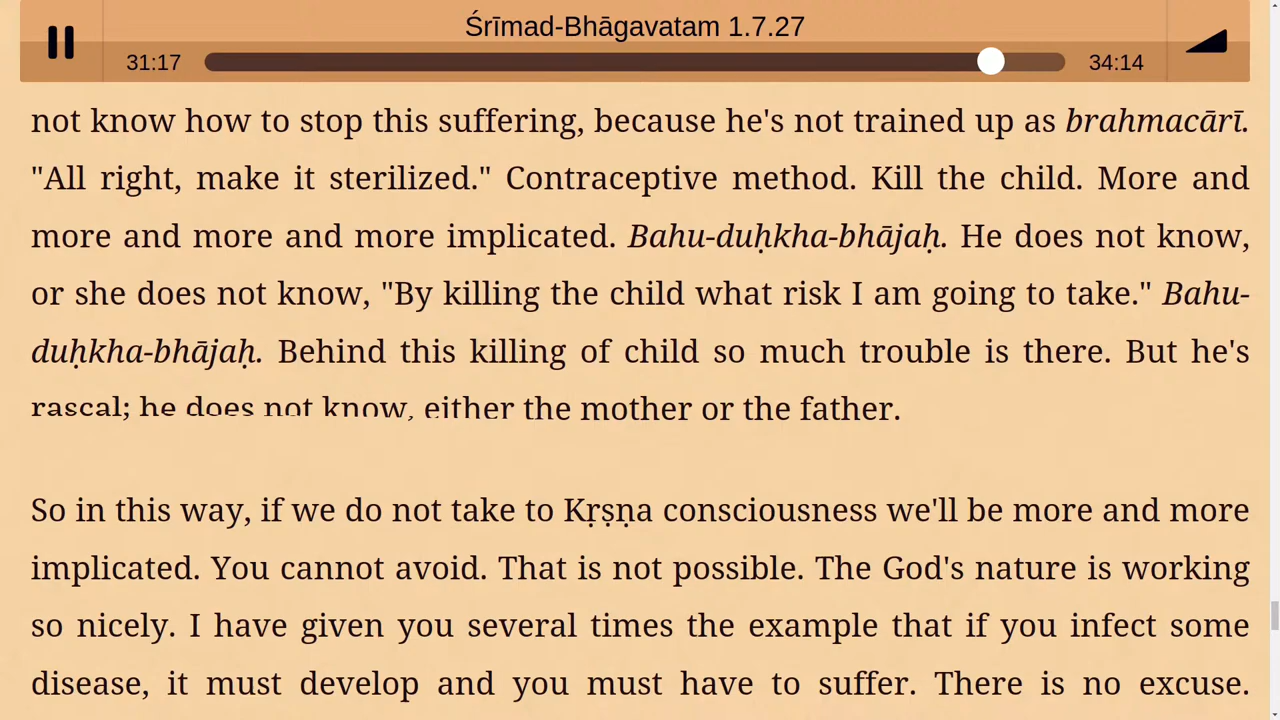 Śrīmad-Bhāgavatam 1.7.27
31:17
34:14
not know how to stop this suffering, because he's not trained up as brahmacārī.
"All right, make it sterilized." Contraceptive method. Kill the child. More and
more and more and more implicated. Bahu-duḥkha-bhājaḥ. He does not know,
or she does not know, "By killing the child what risk I am going to take." Bahu-
duḥkha-bhājaḥ. Behind this killing of child so much trouble is there. But he's
rascal; he does not know, either the mother or the father.
So in this way, if we do not take to Kṛṣṇa consciousness we'll be more and more
implicated. You cannot avoid. That is not possible. The God's nature is working
so nicely. I have given you several times the example that if you infect some
disease, it must develop and you must have to suffer. There is no excuse.